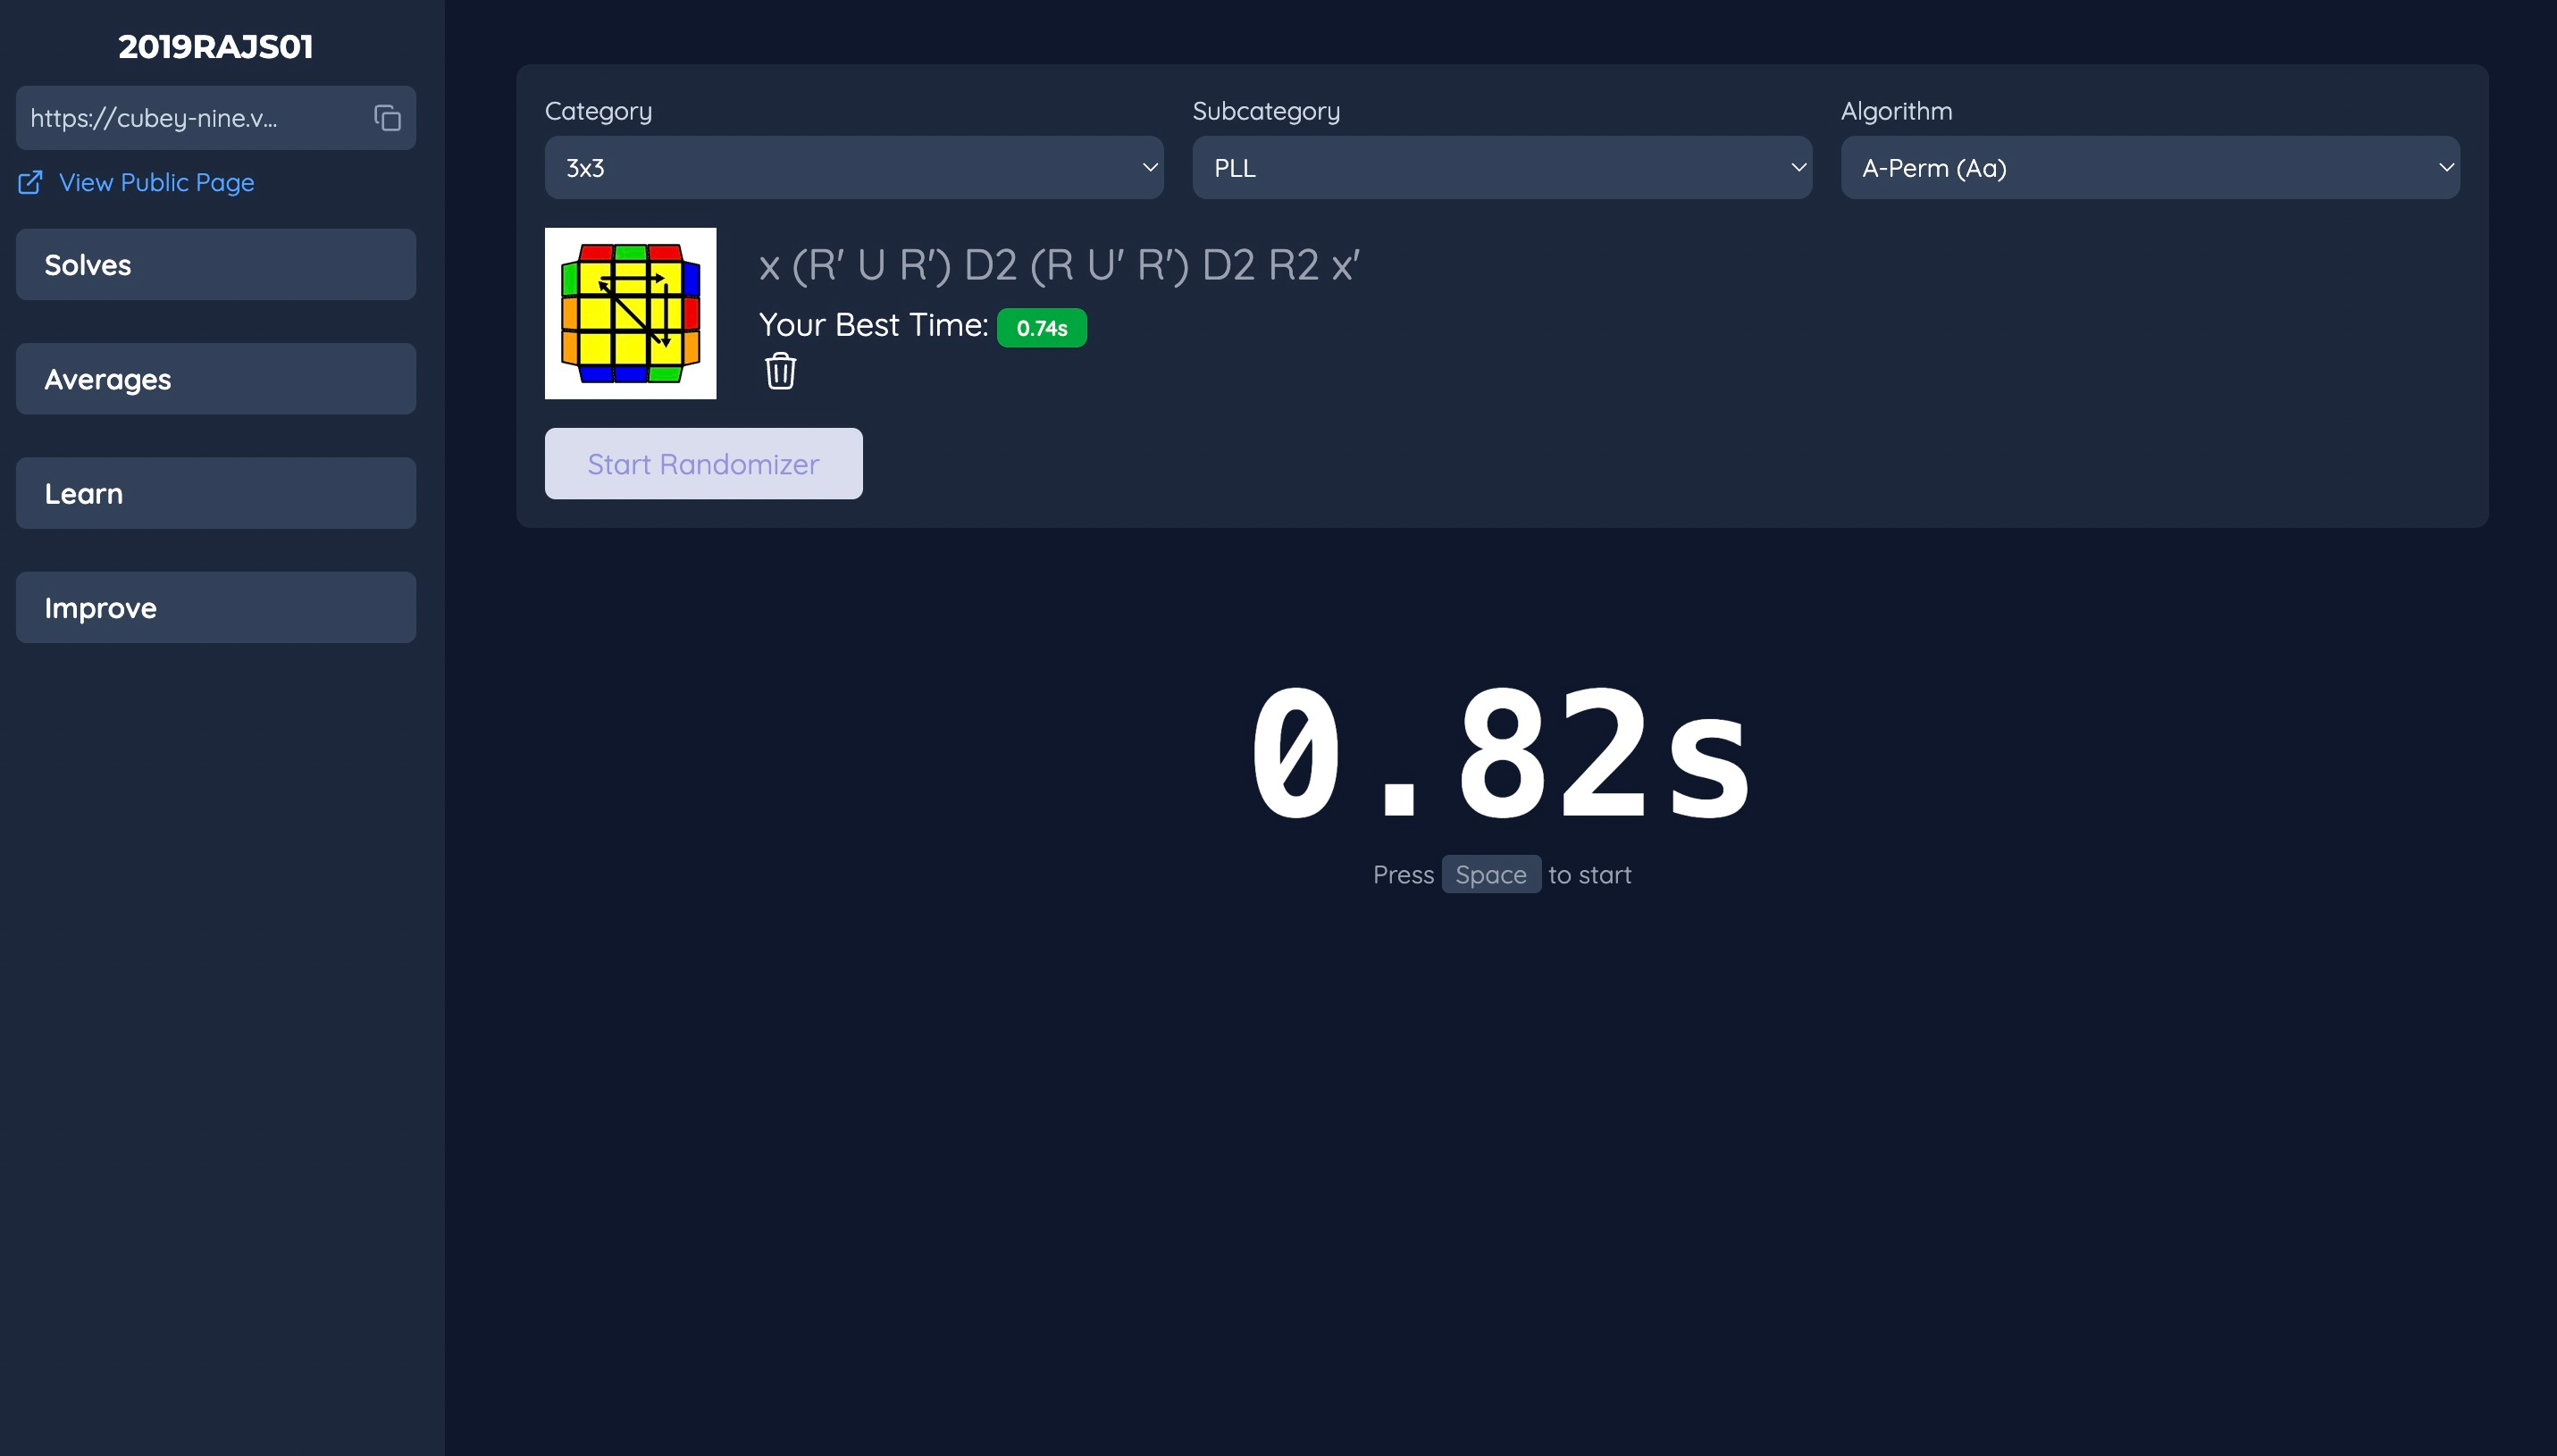 2019RAJS01
https://cubey-nine.v...
View Public Page
Solves
Averages
Learn
Improve
Category
3x3
Subcategory
PLL
Algorithm
A-Perm (Aa)
x (R' U R') D2 (R U' R') D2 R2 x'
Your Best Time: 0.74s
Start Randomizer
0.82s
Press Space to start